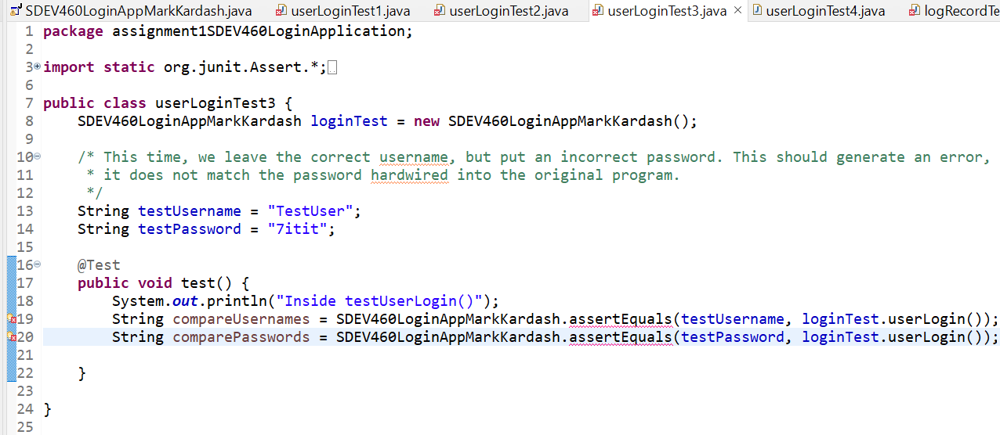 SDEV460LoginAppMarkKardash.java userLoginTest1.java userLoginTest2.java userLoginTest3.java userLoginTest4.java logRecordTe
1 package assignment1SDEV460LoginApplication;
2
3 import static org.junit.Assert.*;
6
7 public class userLoginTest3 {
8 SDEV460LoginAppMarkKardash loginTest = new SDEV460LoginAppMarkKardash();
9
10 /* This time, we leave the correct username, but put an incorrect password. This should generate an error,
11 * it does not match the password hardwired into the original program.
12 */
13 String testUsername = "TestUser";
14 String testPassword = "7itit";
15
16 @Test
17 public void test() {
18 System.out.println("Inside testUserLogin()");
19 String compareUsernames = SDEV460LoginAppMarkKardash.assertEquals(testUsername, loginTest.userLogin());
20 String comparePasswords = SDEV460LoginAppMarkKardash.assertEquals(testPassword, loginTest.userLogin());
21
22 }
23
24 }
25